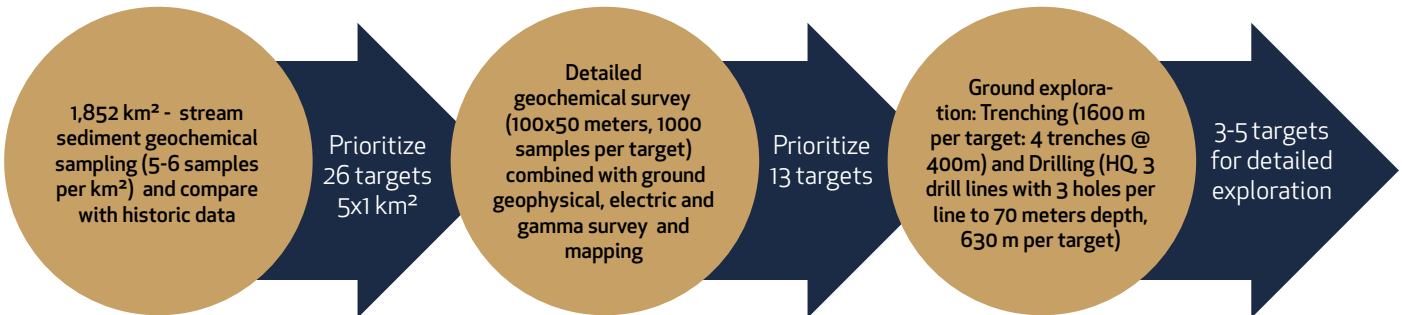 1,852 km² - stream
sediment geochemical
sampling (5-6 samples
per km²) and compare
with historic data
Prioritize
26 targets
5x1 km²
Detailed
geochemical survey
(100x50 meters, 1000
samples per target)
combined with ground
geophysical, electric and
gamma survey and
mapping
Prioritize
13 targets
Ground explora-
tion: Trenching (1600 m
per target: 4 trenches @
400m) and Drilling (HQ, 3
drill lines with 3 holes per
line to 70 meters depth,
630 m per target)
3-5 targets
for detailed
exploration